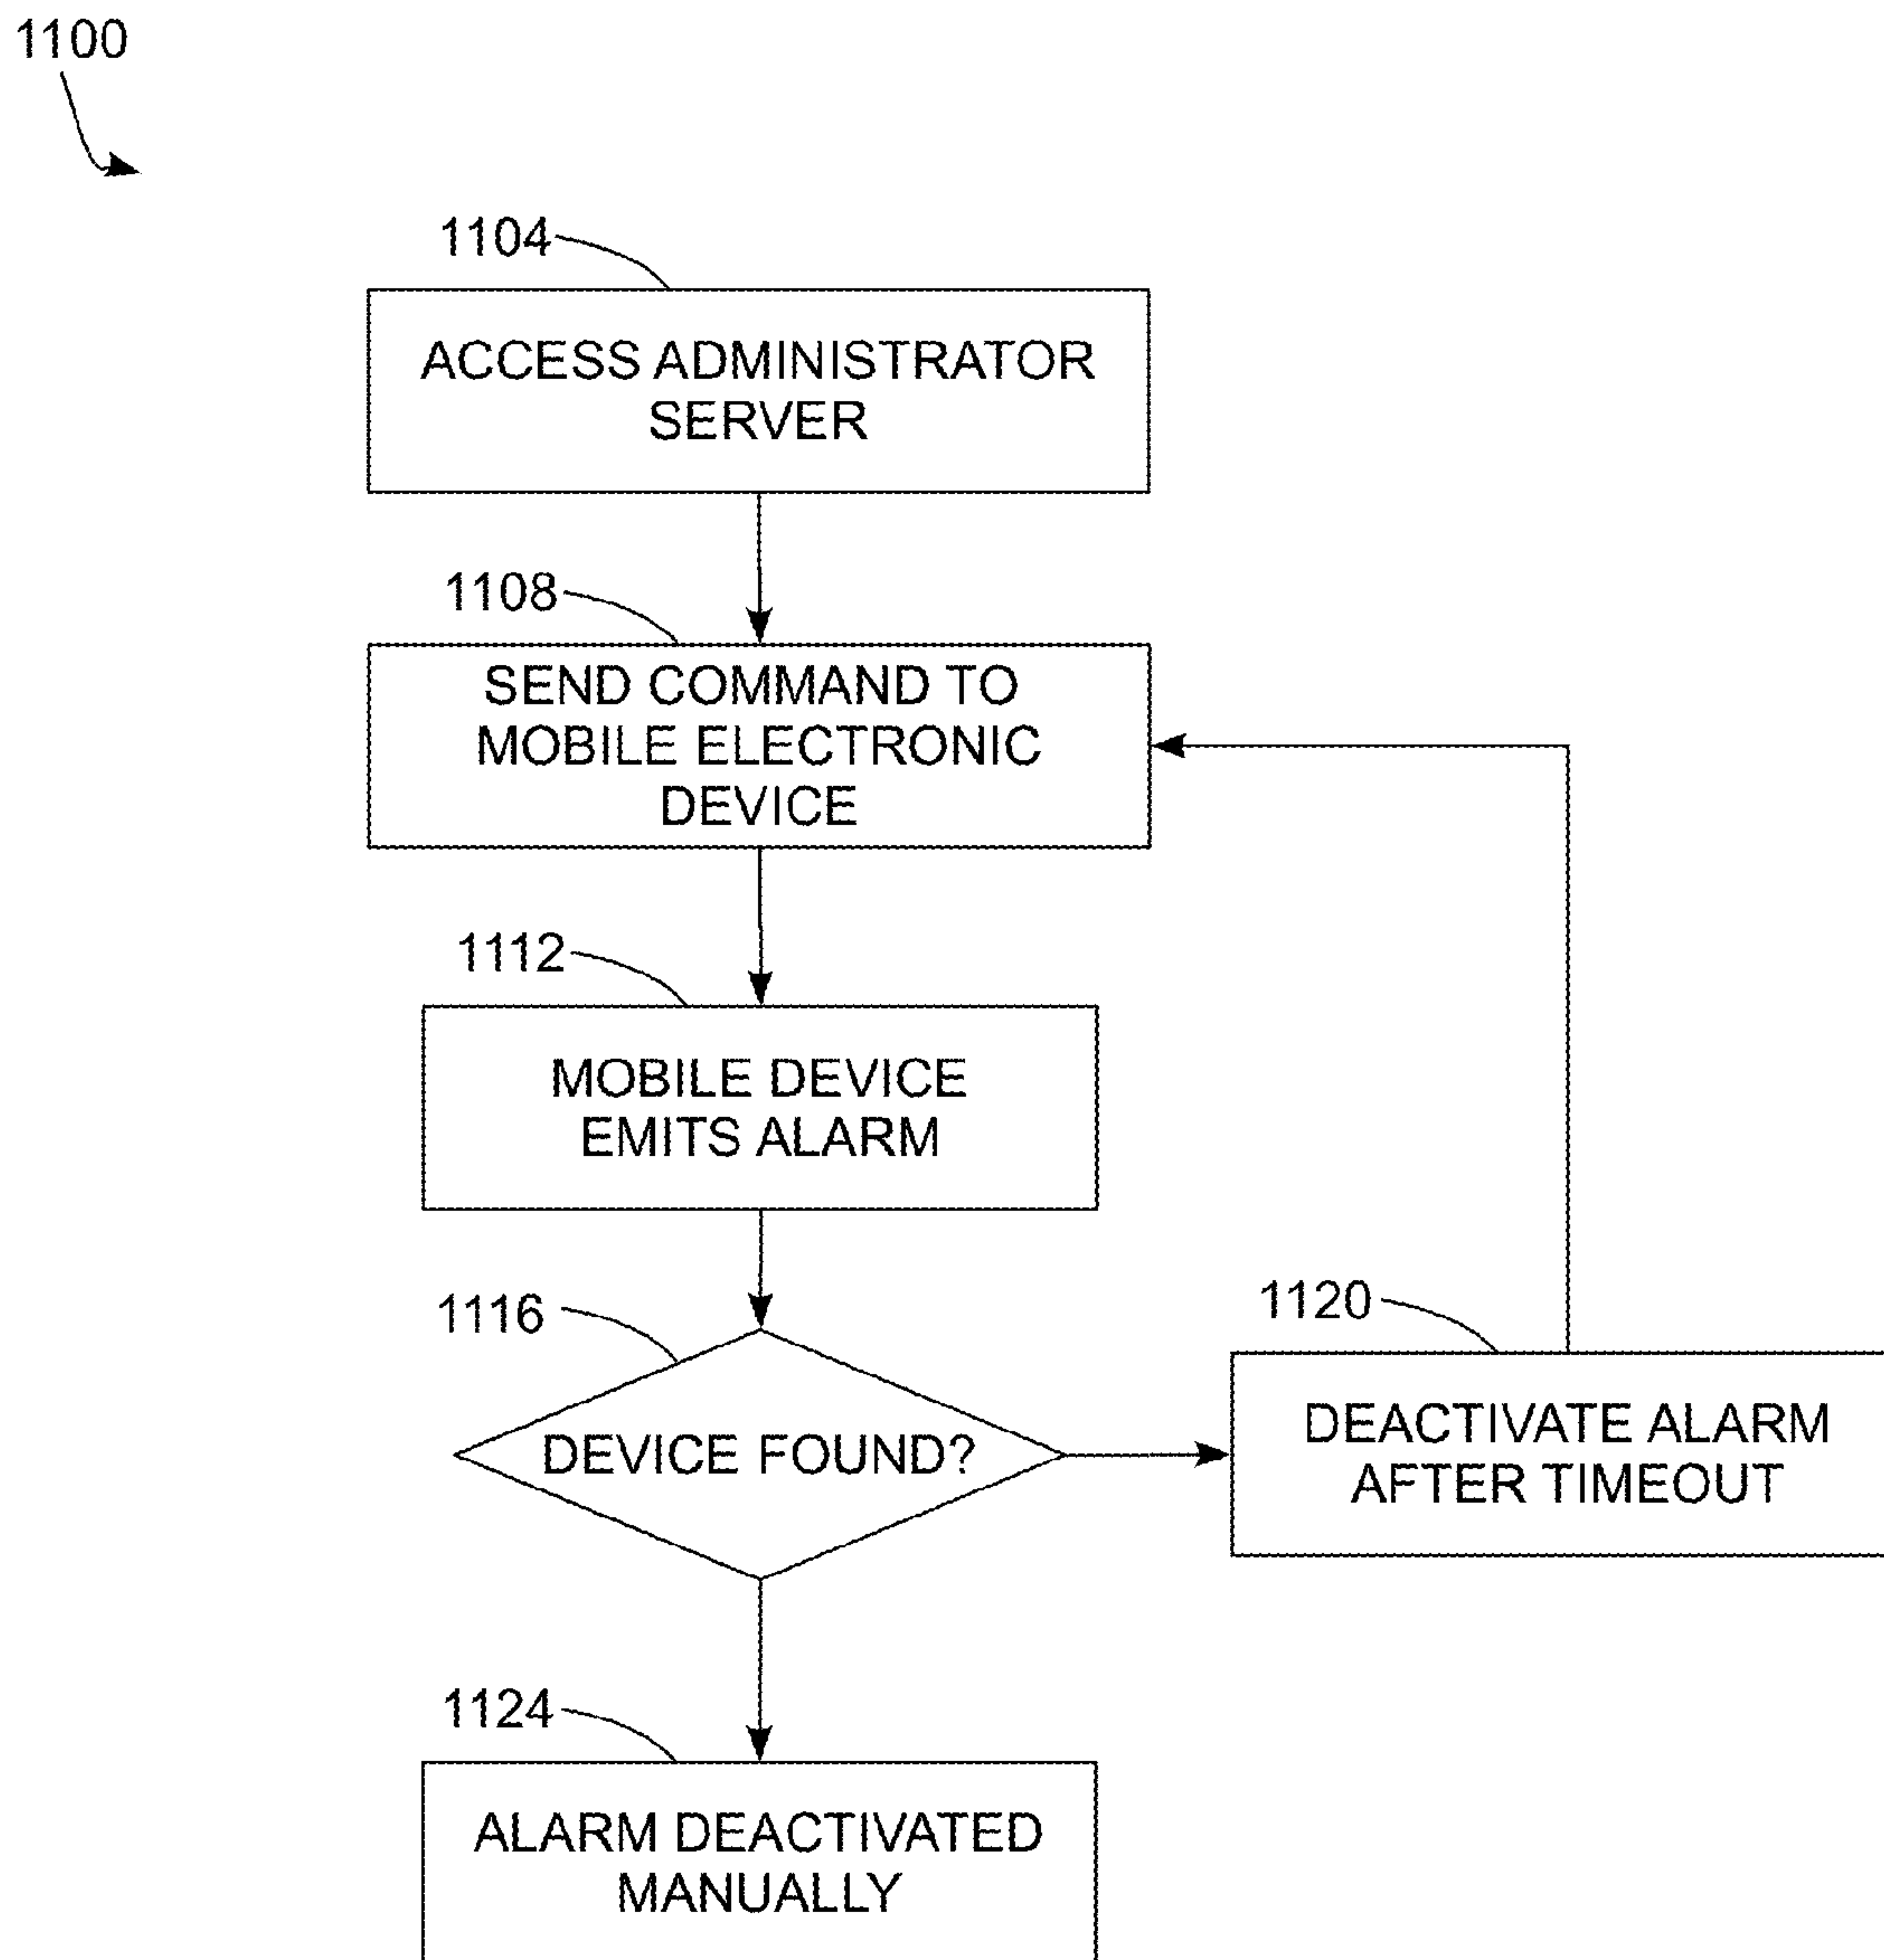 1100
1104
ACCESS ADMINISTRATOR
SERVER
1108
SEND COMMAND TO
MOBILE ELECTRONIC
DEVICE
1112
MOBILE DEVICE
EMITS ALARM
1116
DEVICE FOUND?
1120
DEACTIVATE ALARM
AFTER TIMEOUT
1124
ALARM DEACTIVATED
MANUALLY